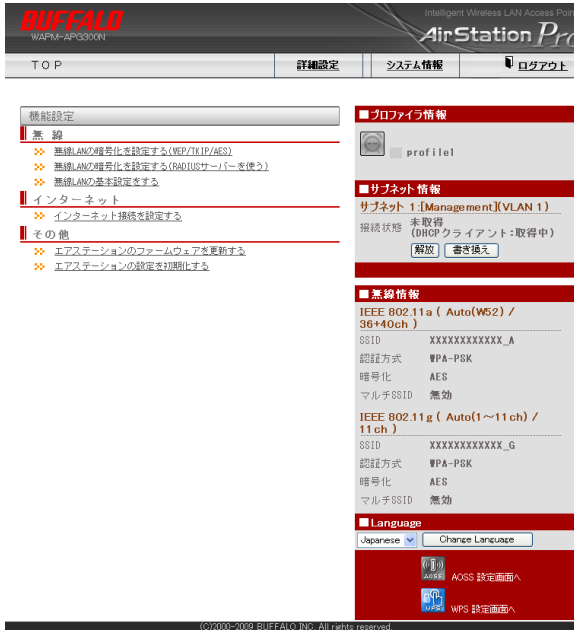 BUFFALO
WAPM-APG300N
Intelligent Wireless LAN Access Poin
AirStation Pro
TOP
詳細設定
システム情報
ログアウト
機能設定
無 線
無線LANの暗号化を設定する(WEP/TKIP/AES)
無線LANの暗号化を設定する(RADIUSサーバーを使う)
無線LANの基本設定をする
インターネット
インターネット接続を設定する
その他
エアステーションのファームウェアを更新する
エアステーションの設定を初期化する
■プロファイラ情報
profile1
■サブネット情報
サブネット 1:[Management](VLAN 1)
接続状態 未取得
(DHCPクライアント:取得中)
解放 書き換え
■無線情報
IEEE 802.11a ( Auto(W52) /
36+40ch )
SSID XXXXXXXXXXXX_A
認証方式 WPA-PSK
暗号化 AES
マルチSSID 無効
IEEE 802.11g ( Auto(1～11ch) /
11ch )
SSID XXXXXXXXXXXX_G
認証方式 WPA-PSK
暗号化 AES
マルチSSID 無効
■Language
Japanese Change Language
AOSS AOSS 設定画面へ
WPS WPS 設定画面へ
(C)2000-2009 BUFFALO INC. All rights reserved.